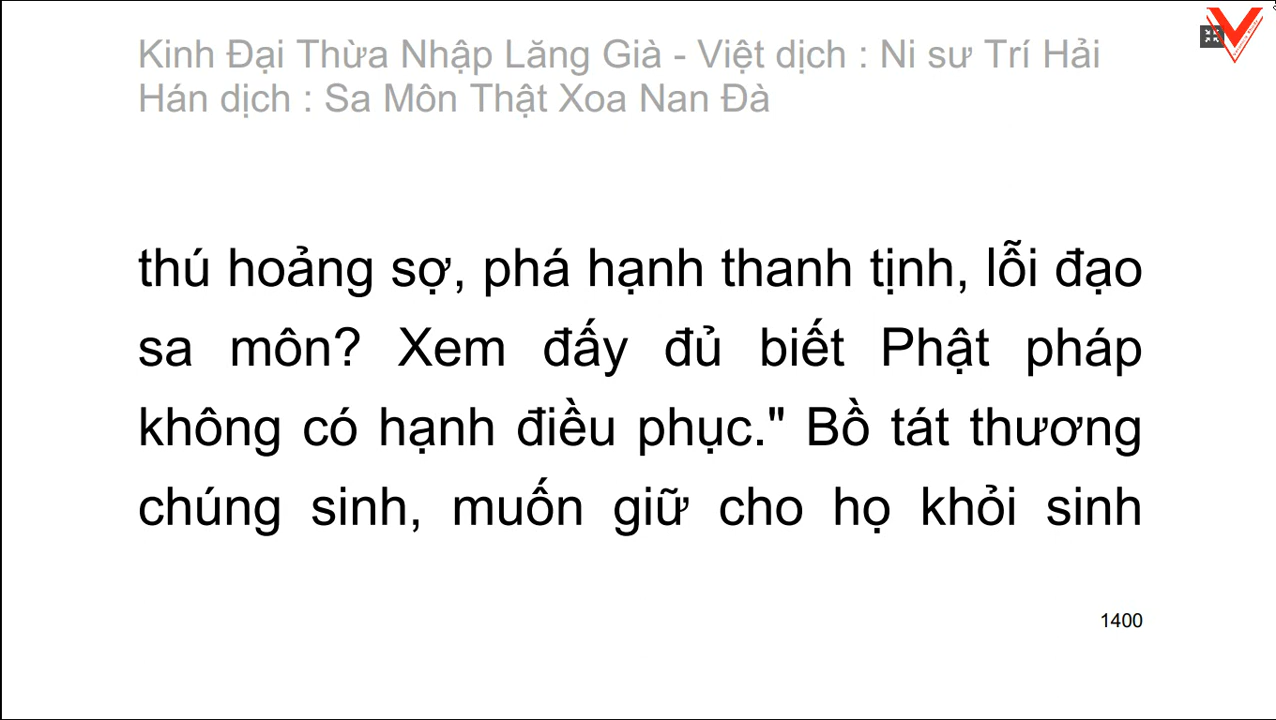 Kinh Đại Thừa Nhập Lăng Già - Việt dịch : Ni sư Trí Hải
Hán dịch : Sa Môn Thật Xoa Nan Đà
thú hoảng sợ, phá hạnh thanh tịnh, lỗi đạo
sa môn? Xem đấy đủ biết Phật pháp
không có hạnh điều phục." Bồ tát thương
chúng sinh, muốn giữ cho họ khỏi sinh
1400